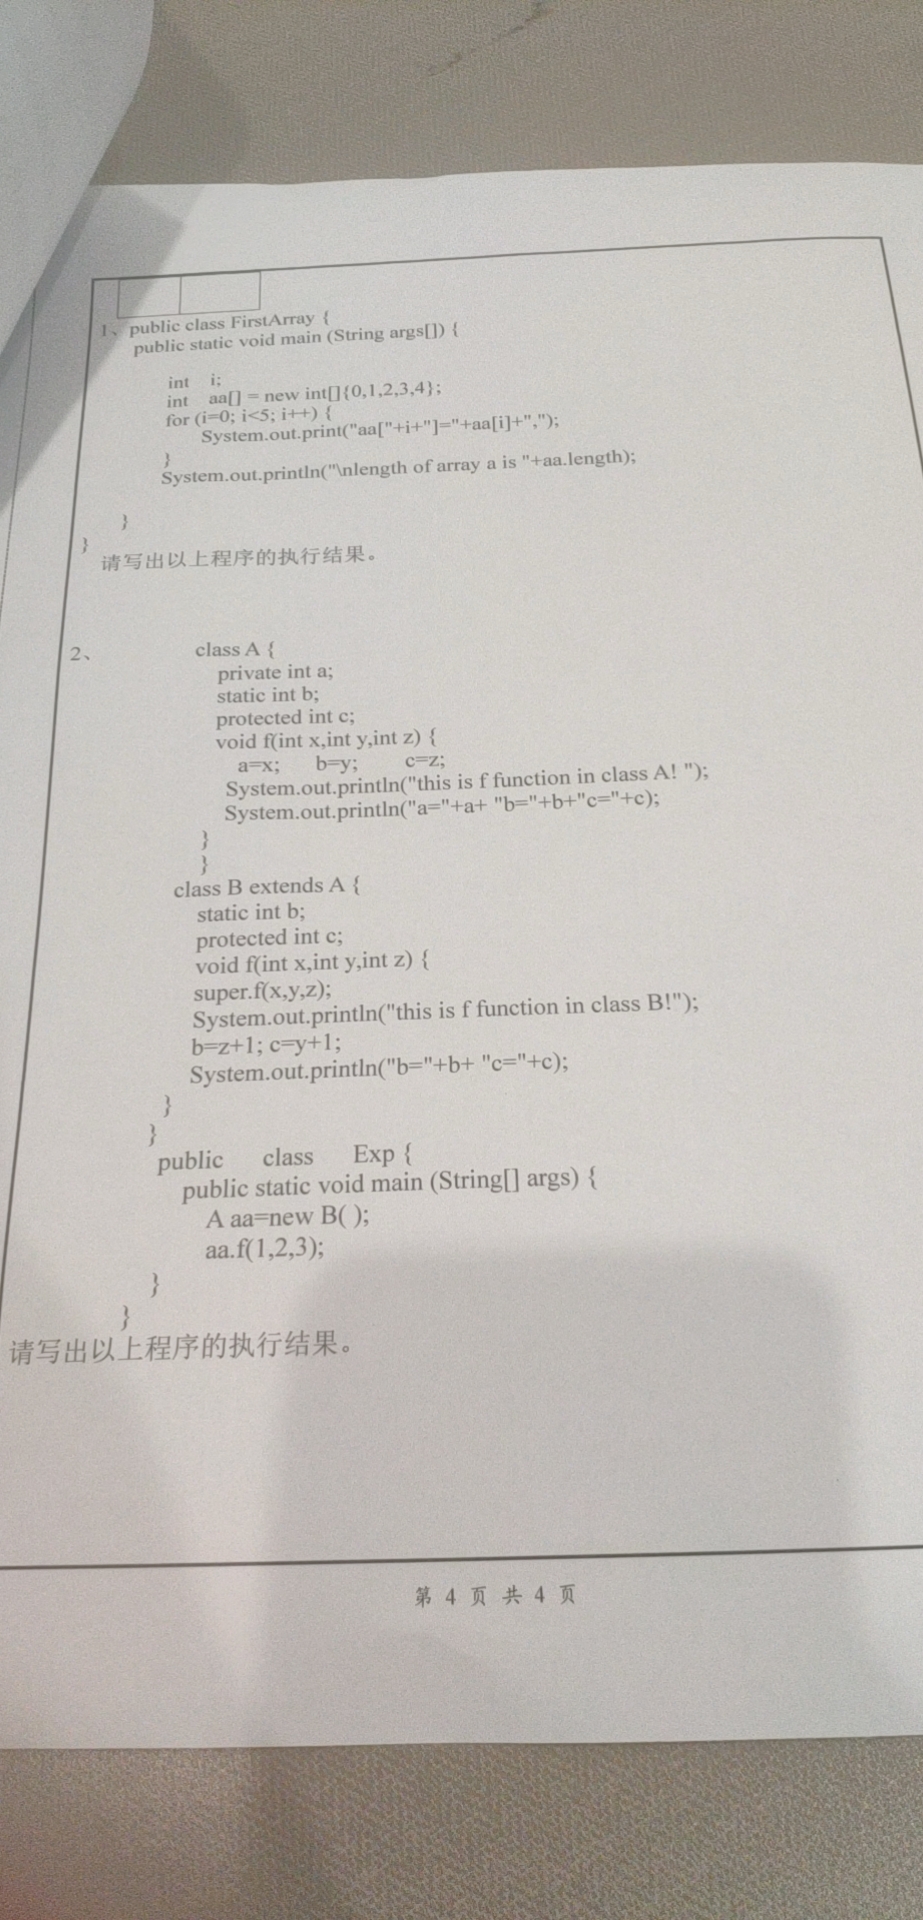 1、public class FirstArray {
public static void main (String args[]) {
int i;
int aa[] = new int[]{0,1,2,3,4};
for (i=0; i<5; i++) {
System.out.print("aa["+i+"]="+aa[i]+",");
}
System.out.println("\nlength of array a is "+aa.length);
}
}
请写出以上程序的执行结果。
2、 class A {
private int a;
static int b;
protected int c;
void f(int x,int y,int z) {
a=x; b=y; c=z;
System.out.println("this is f function in class A! ");
System.out.println("a="+a+ "b="+b+"c="+c);
}
}
class B extends A {
static int b;
protected int c;
void f(int x,int y,int z) {
super.f(x,y,z);
System.out.println("this is f function in class B!");
b=z+1; c=y+1;
System.out.println("b="+b+ "c="+c);
}
}
public class Exp {
public static void main (String[] args) {
A aa=new B( );
aa.f(1,2,3);
}
}
请写出以上程序的执行结果。
第 4 页 共 4 页